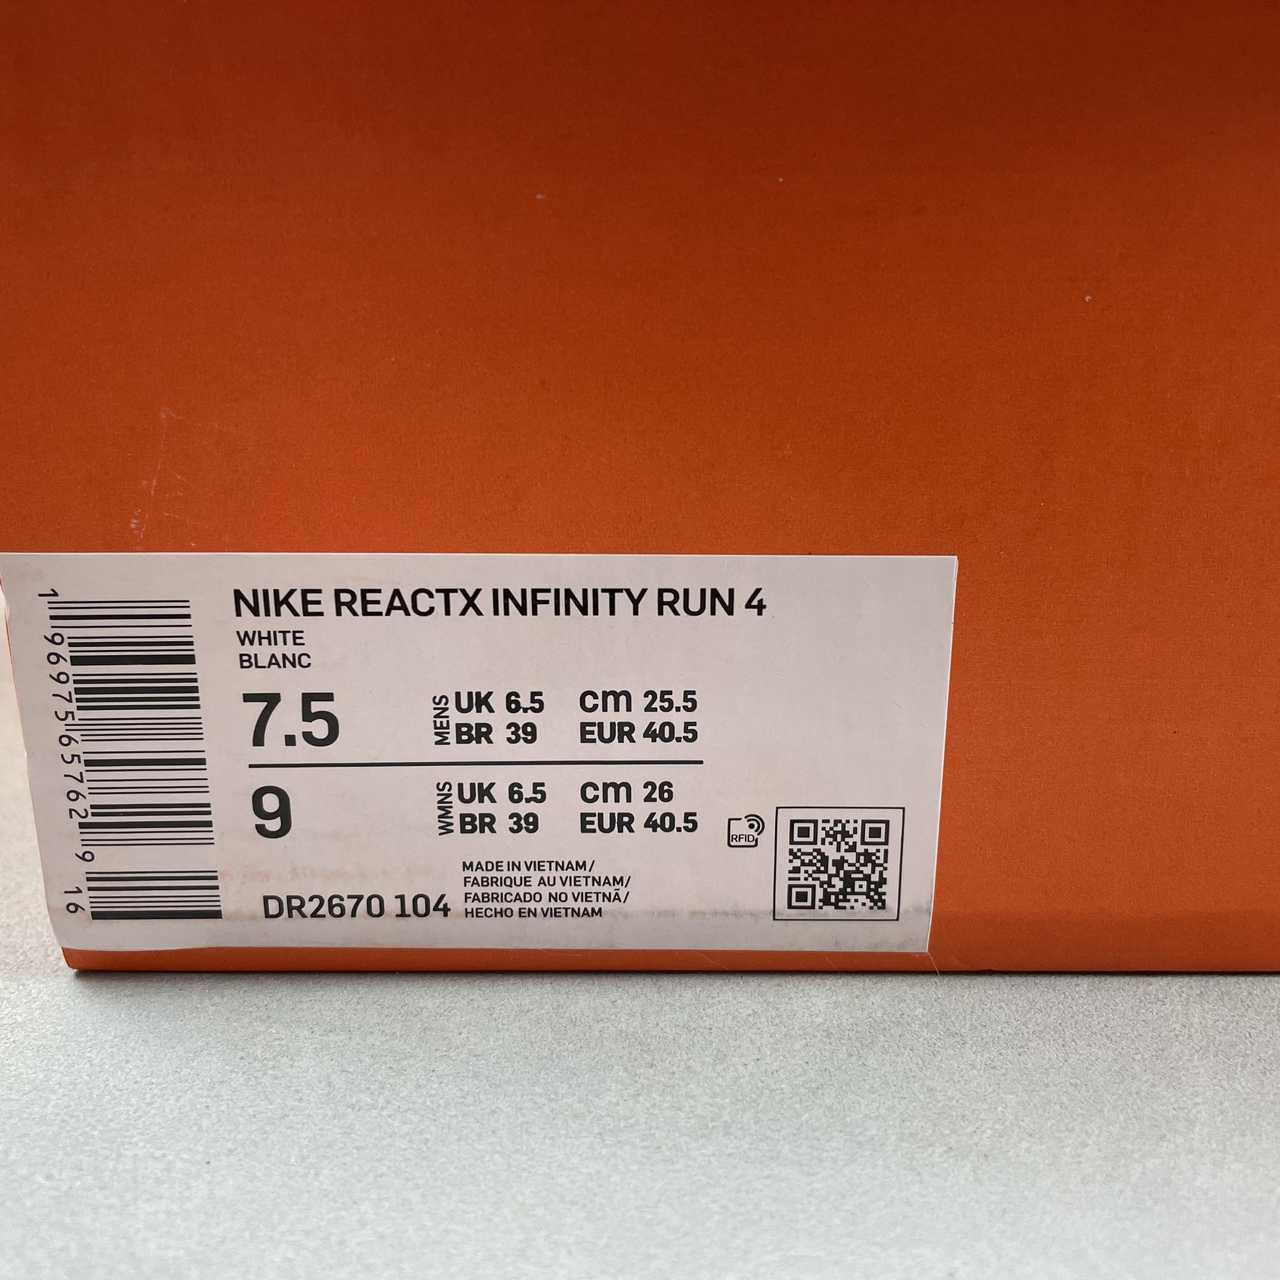 NIKE REACTX INFINITY RUN 4
WHITE
BLANC
7.5
MENS
UK 6.5 cm 25.5
BR 39 EUR 40.5
9
WMNS
UK 6.5 cm 26
BR 39 EUR 40.5
RFID
DR2670 104
MADE IN VIETNAM/
FABRIQUE AU VIETNAM/
FABRICADO NO VIETNÃ/
HECHO EN VIETNAM
1 96975 65762 9 16